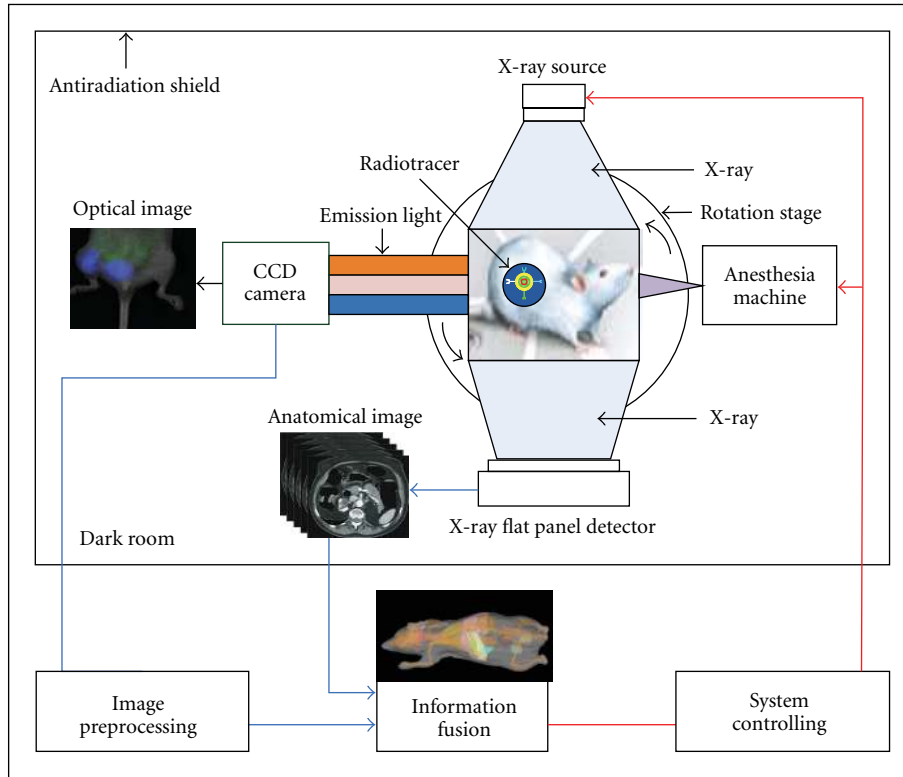 X-ray source
Antiradiation shield
Radiotracer
X-ray
Optical image
Emission light
Rotation stage
CCD
camera
Anesthesia
machine
Anatomical image
X-ray
X-ray flat panel detector
Dark room
Image
preprocessing
Information
fusion
System
controlling